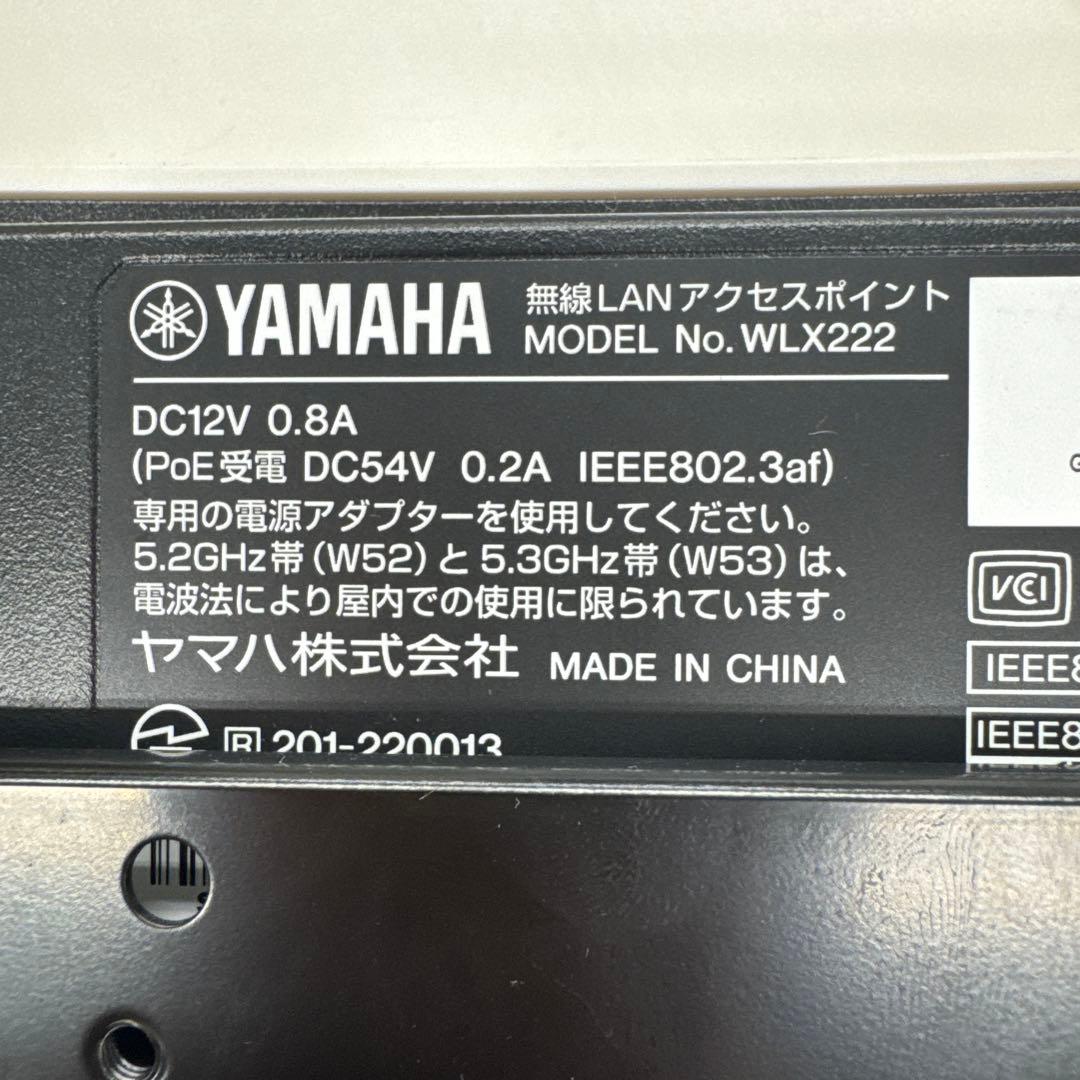 YAMAHA 無線LANアクセスポイント
MODEL No. WLX222
DC12V 0.8A
(PoE受電 DC54V 0.2A IEEE802.3af)
専用の電源アダプターを使用してください。
5.2GHz帯(W52)と5.3GHz帯(W53)は、
電波法により屋内での使用に限られています。
ヤマハ株式会社 MADE IN CHINA
R 201-220013
VCI
IEEE8
IEEE8